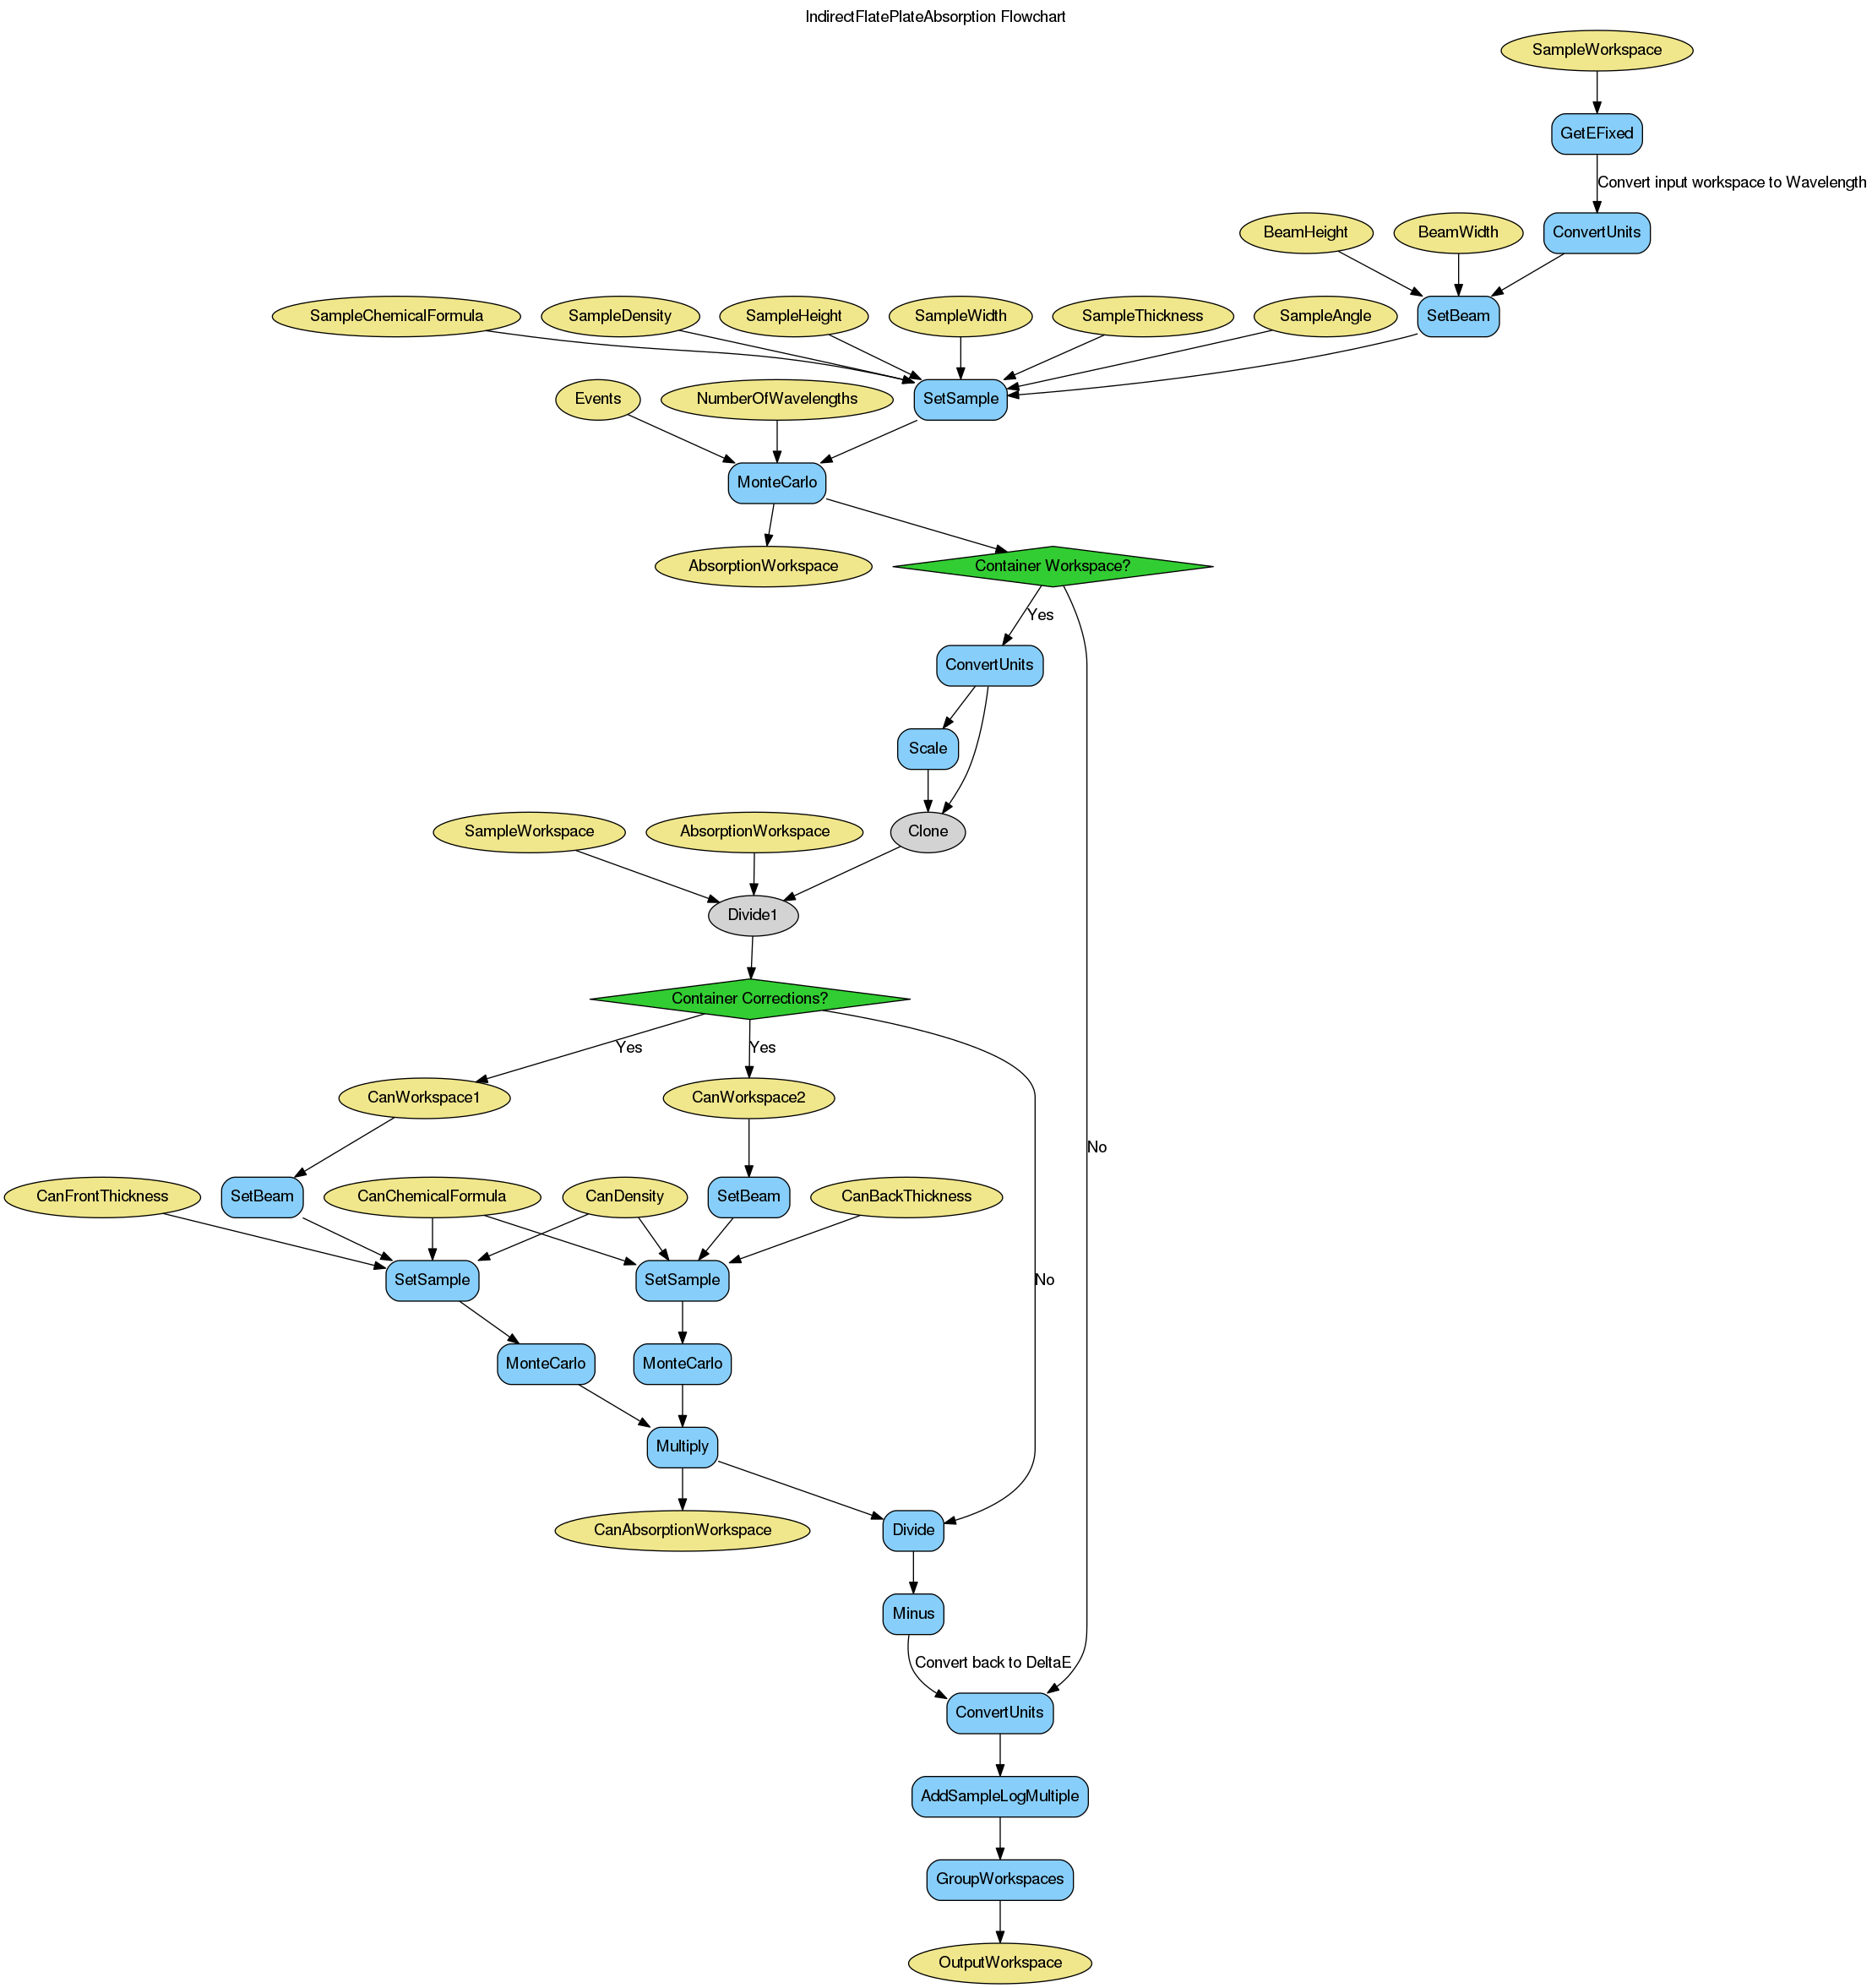 IndirectFlatePlateAbsorption Flowchart
SampleWorkspace
GetEFixed
Convert input workspace to Wavelength
BeamHeight
BeamWidth
ConvertUnits
SampleChemicalFormula
SampleDensity
SampleHeight
SampleWidth
SampleThickness
SampleAngle
SetBeam
Events
NumberOfWavelengths
SetSample
MonteCarlo
AbsorptionWorkspace
Container Workspace?
Yes
ConvertUnits
Scale
SampleWorkspace
AbsorptionWorkspace
Clone
Divide1
Container Corrections?
Yes
Yes
CanWorkspace1
CanWorkspace2
No
CanFrontThickness
SetBeam
CanChemicalFormula
CanDensity
SetBeam
CanBackThickness
SetSample
SetSample
No
MonteCarlo
MonteCarlo
Multiply
CanAbsorptionWorkspace
Divide
Minus
Convert back to DeltaE
ConvertUnits
AddSampleLogMultiple
GroupWorkspaces
OutputWorkspace